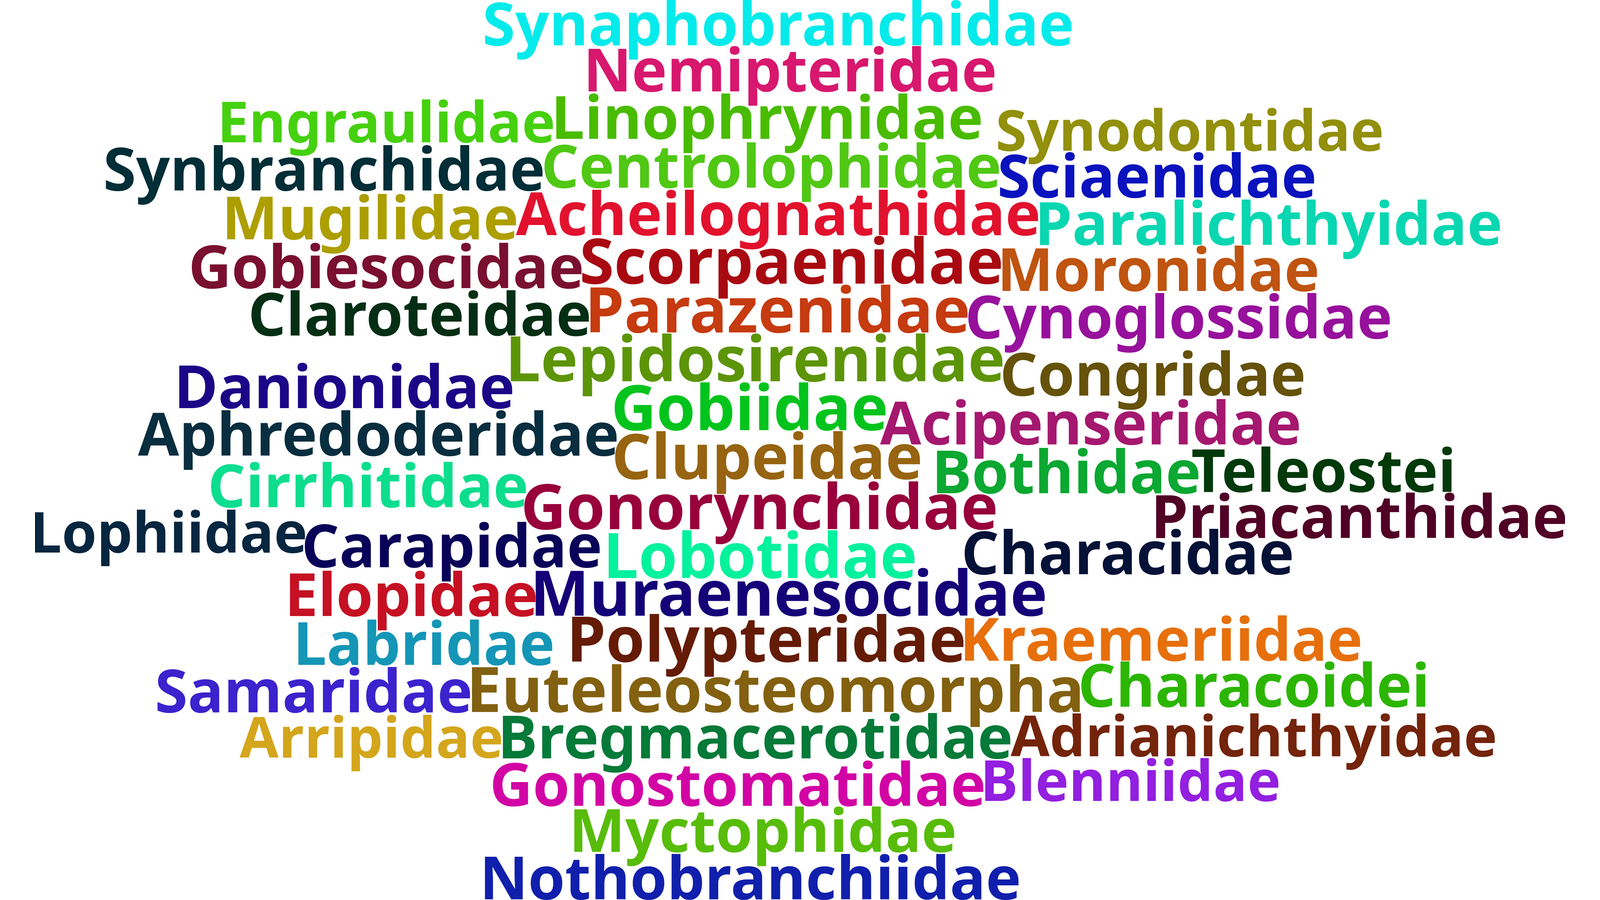 Synaphobranchidae
Nemipteridae
Engraulidae Linophrynidae Synodontidae
Synbranchidae Centrolophidae Sciaenidae
Mugilidae Acheilognathidae Paralichthyidae
Gobiesocidae Scorpaenidae Moronidae
Claroteidae Parazenidae Cynoglossidae
Lepidosirenidae Congridae
Danionidae Gobiidae Acipenseridae
Aphredoderidae Clupeidae Bothidae Teleostei
Cirrhitidae Gonorynchidae Priacanthidae
Lophiidae Carapidae Lobotidae Characidae
Elopidae Muraenesocidae
Labridae Polypteridae Kraemeriidae
Samaridae Euteleosteomorpha Characoidei
Arripidae Bregmacerotidae Adrianichthyidae
Gonostomatidae Blenniidae
Myctophidae
Nothobranchiidae